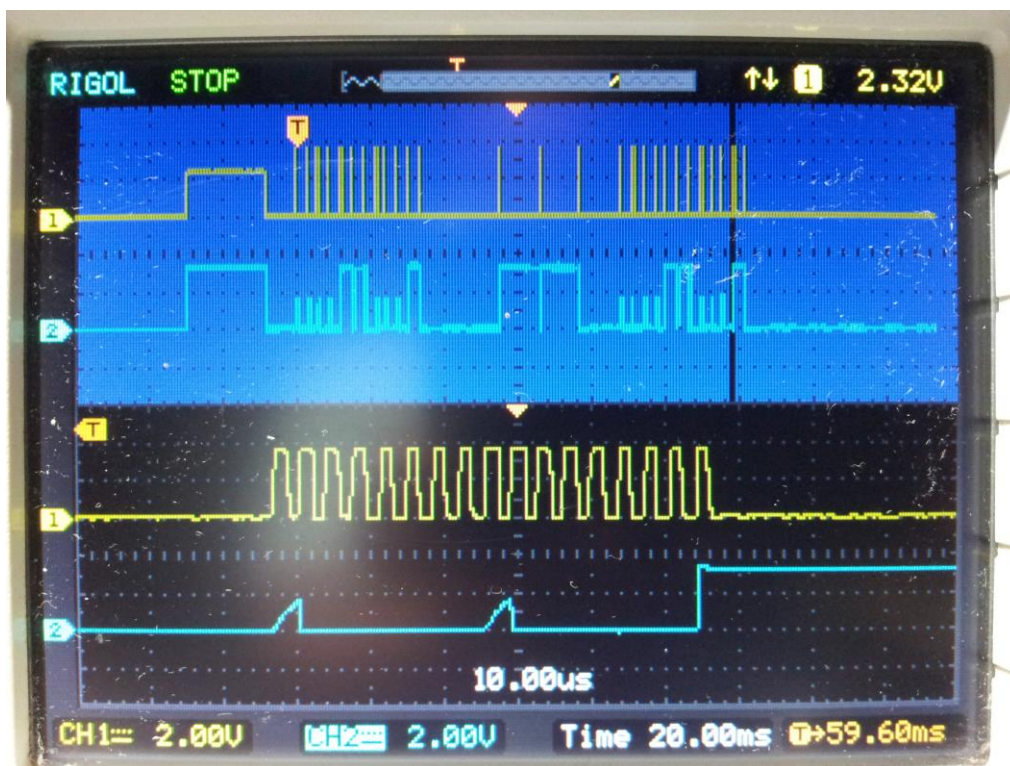 RIGOL STOP T ↑↓ 1 2.32V
T
1
2
T
1
2
10.00us
CH1 2.00V CH2 2.00V Time 20.00ms T→59.60ms